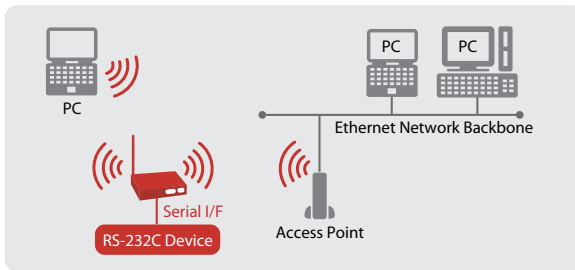 PC
PC
PC
Ethernet Network Backbone
Serial I/F
RS-232C Device
Access Point